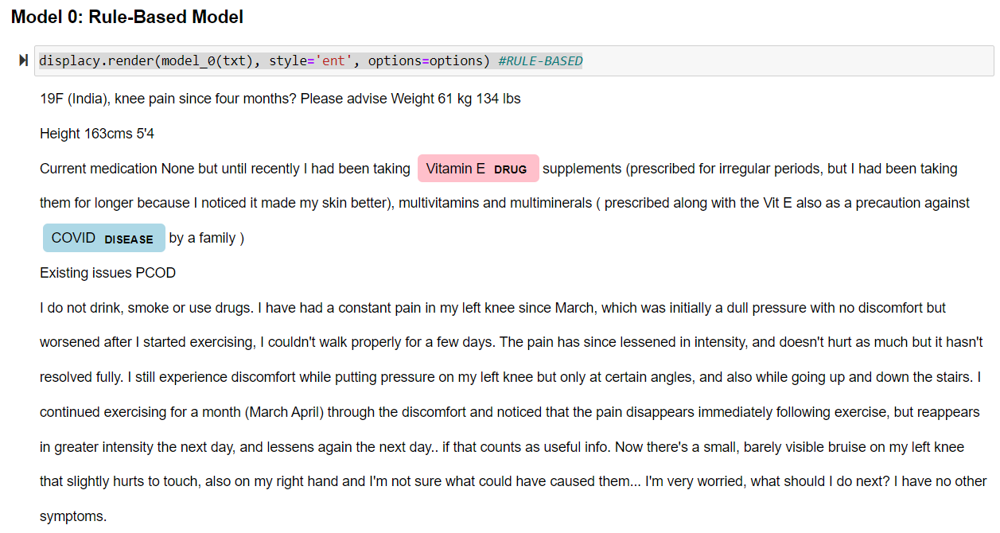 Model 0: Rule-Based Model
displacy.render(model_0(txt), style='ent', options=options) #RULE-BASED
19F (India), knee pain since four months? Please advise Weight 61 kg 134 lbs
Height 163cms 5'4
Current medication None but until recently I had been taking Vitamin E DRUG supplements (prescribed for irregular periods, but I had been taking
them for longer because I noticed it made my skin better), multivitamins and multiminerals ( prescribed along with the Vit E also as a precaution against
COVID DISEASE by a family )
Existing issues PCOD
I do not drink, smoke or use drugs. I have had a constant pain in my left knee since March, which was initially a dull pressure with no discomfort but
worsened after I started exercising, I couldn't walk properly for a few days. The pain has since lessened in intensity, and doesn't hurt as much but it hasn't
resolved fully. I still experience discomfort while putting pressure on my left knee but only at certain angles, and also while going up and down the stairs. I
continued exercising for a month (March April) through the discomfort and noticed that the pain disappears immediately following exercise, but reappears
in greater intensity the next day, and lessens again the next day.. if that counts as useful info. Now there's a small, barely visible bruise on my left knee
that slightly hurts to touch, also on my right hand and I'm not sure what could have caused them... I'm very worried, what should I do next? I have no other
symptoms.